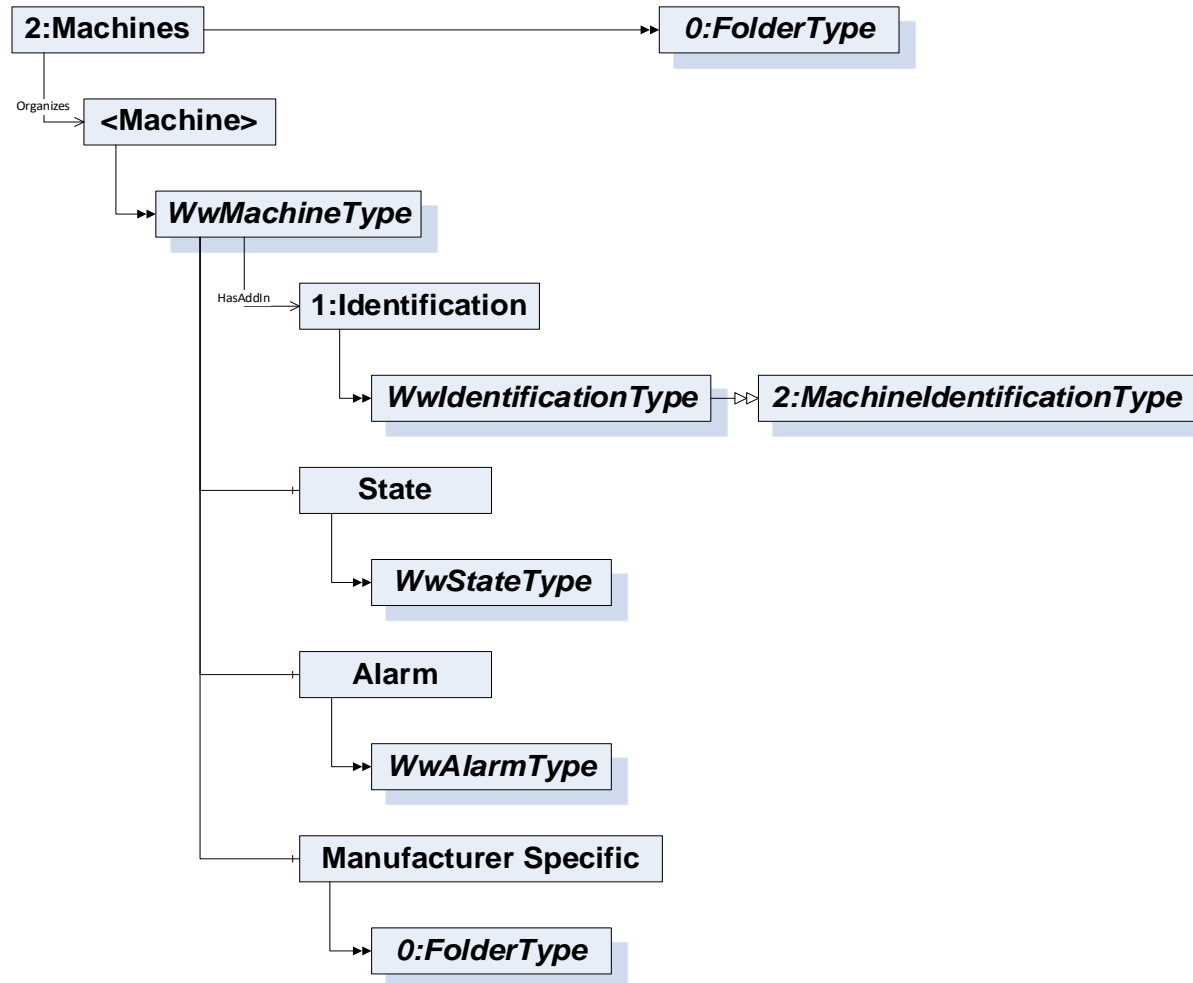 2:Machines
0:FolderType
Organizes
<Machine>
WwMachineType
HasAddIn
1:Identification
WwIdentificationType
2:MachineIdentificationType
State
WwStateType
Alarm
WwAlarmType
Manufacturer Specific
0:FolderType